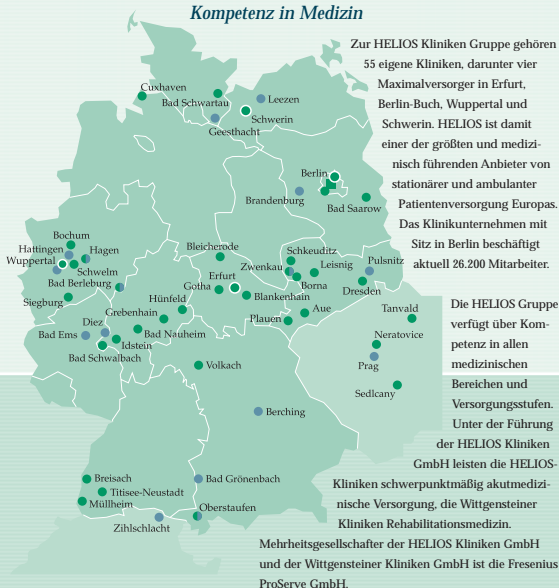 Kompetenz in Medizin
Zur HELIOS Kliniken Gruppe gehören
55 eigene Kliniken, darunter vier
Maximalversorger in Erfurt,
Berlin-Buch, Wuppertal und
Schwerin. HELIOS ist damit
einer der größten und medizi-
nisch führenden Anbieter von
stationärer und ambulanter
Patientenversorgung Europas.
Das Klinikunternehmen mit
Sitz in Berlin beschäftigt
aktuell 26.200 Mitarbeiter.
Die HELIOS Gruppe
verfügt über Kom-
petenz in allen
medizinischen
Bereichen und
Versorgungsstufen.
Unter der Führung
der HELIOS Kliniken
GmbH leisten die HELIOS-
Kliniken schwerpunktmäßig akutmedizi-
nische Versorgung, die Wittgensteiner
Kliniken Rehabilitationsmedizin.
Mehrheitsgesellschafter der HELIOS Kliniken GmbH
und der Wittgensteiner Kliniken GmbH ist die Fresenius
ProServe GmbH.
Cuxhaven
Bad Schwartau
Leezen
Schwerin
Geesthacht
Berlin
Brandenburg
Bad Saarow
Bochum
Hattingen
Hagen
Wuppertal
Schwelm
Bad Berleburg
Siegburg
Bleicherode
Erfurt
Gotha
Blankenhain
Schkeuditz
Zwenkau
Leisnig
Borna
Pulsnitz
Dresden
Plauen
Aue
Hünfeld
Grebenhain
Bad Nauheim
Diez
Bad Ems
Idstein
Bad Schwalbach
Volkach
Tanvald
Neratovice
Prag
Sedlcany
Berching
Breisach
Titisee-Neustadt
Müllheim
Bad Grönenbach
Oberstaufen
Zihlschlacht